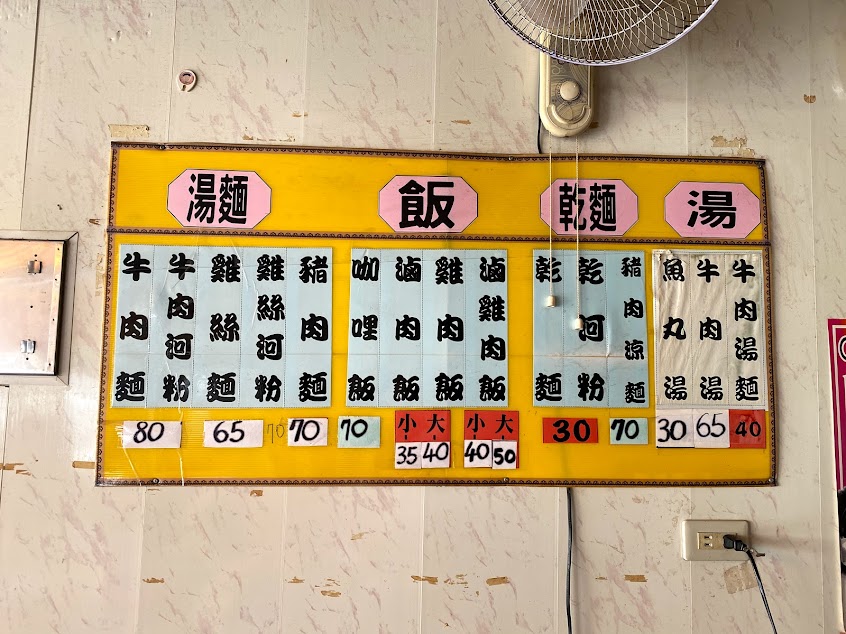 湯麵
飯
乾麵
湯
牛肉麵
牛肉河粉
雞絲麵
雞絲河粉
豬肉麵
咖哩飯
滷肉飯
雞肉飯
滷雞肉飯
乾麵
乾河粉
豬肉涼麵
魚丸湯
牛肉湯
牛肉湯麵
80
65
70
70
70
小 大
35 40
小 大
40 50
30
70
30
65
40